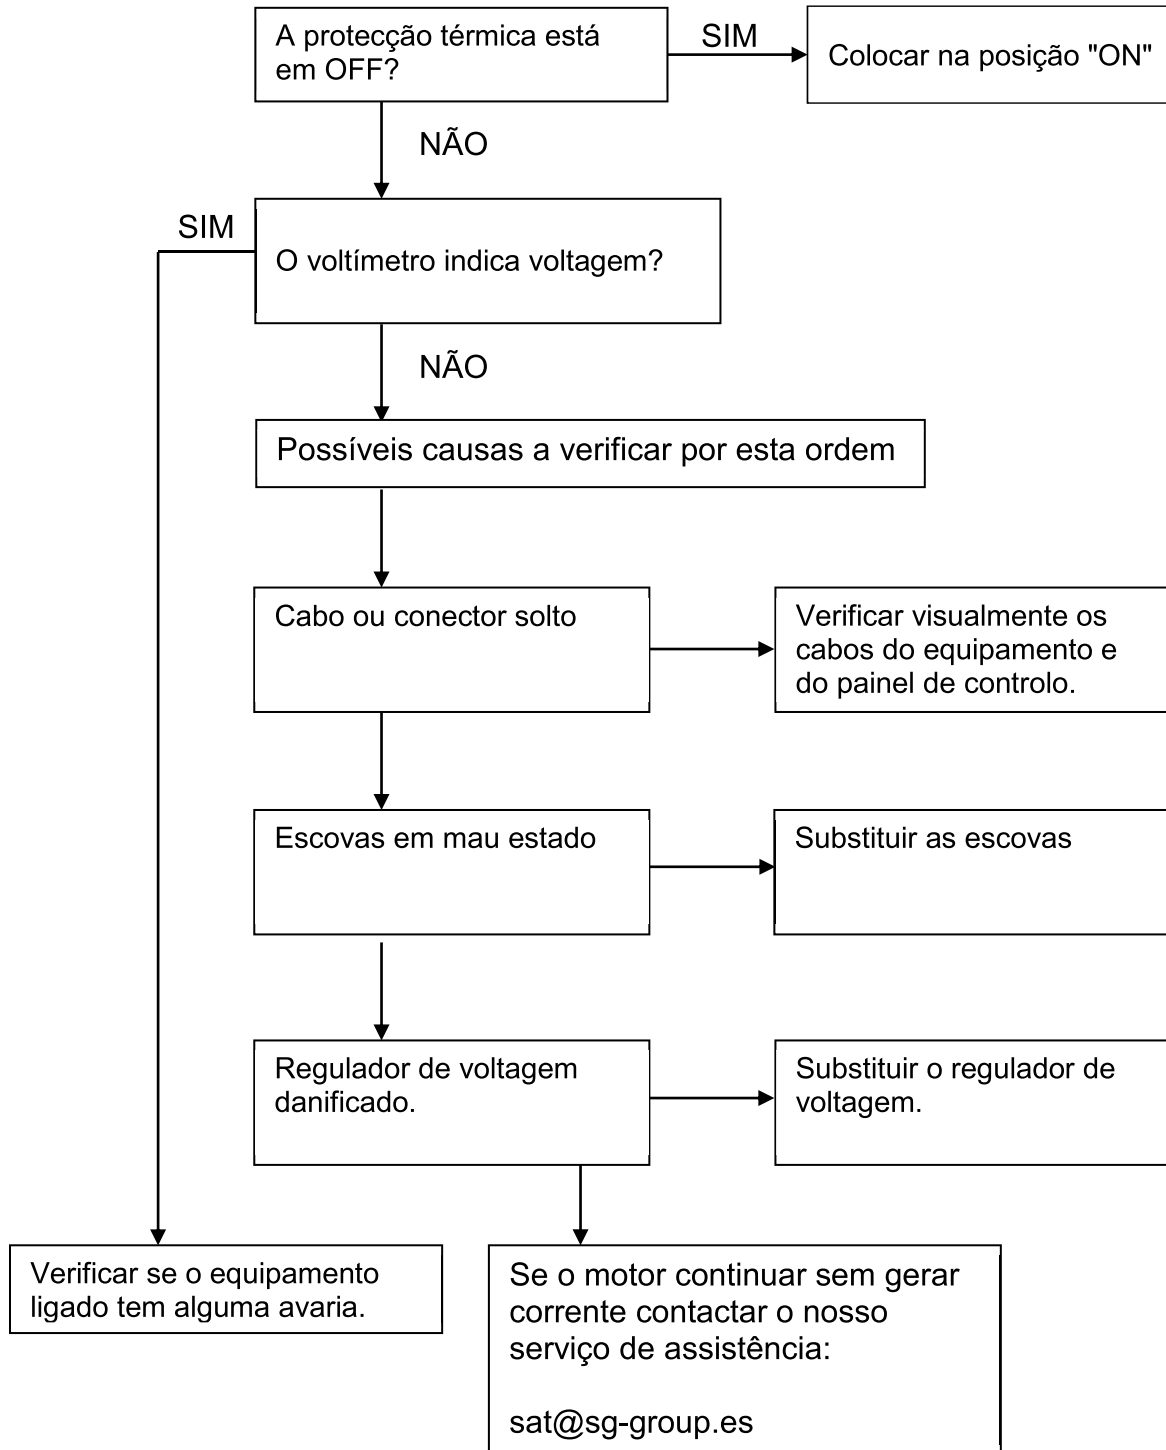 A protecção térmica está
em OFF?
SIM
Colocar na posição "ON"
NÃO
SIM
O voltímetro indica voltagem?
NÃO
Possíveis causas a verificar por esta ordem
Cabo ou conector solto
Verificar visualmente os
cabos do equipamento e
do painel de controlo.
Escovas em mau estado
Substituir as escovas
Regulador de voltagem
danificado.
Substituir o regulador de
voltagem.
Verificar se o equipamento
ligado tem alguma avaria.
Se o motor continuar sem gerar
corrente contactar o nosso
serviço de assistência:
sat@sg-group.es